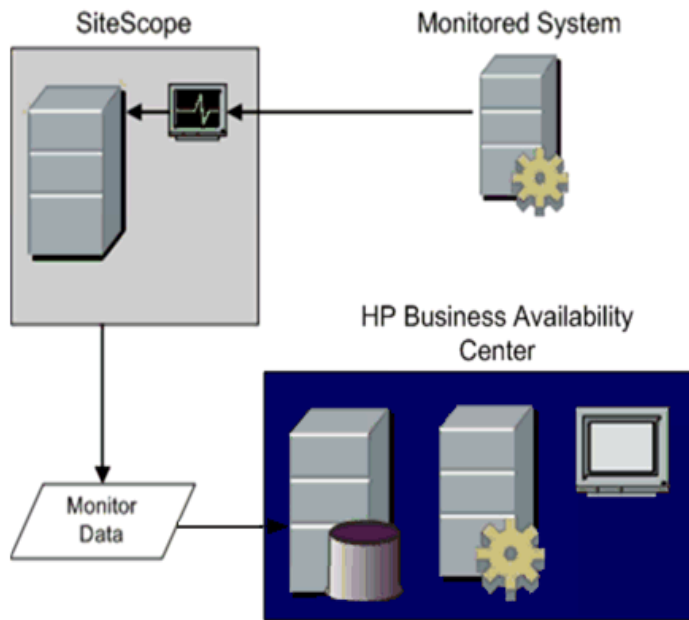 SiteScope
Monitored System
HP Business Availability
Center
Monitor
Data